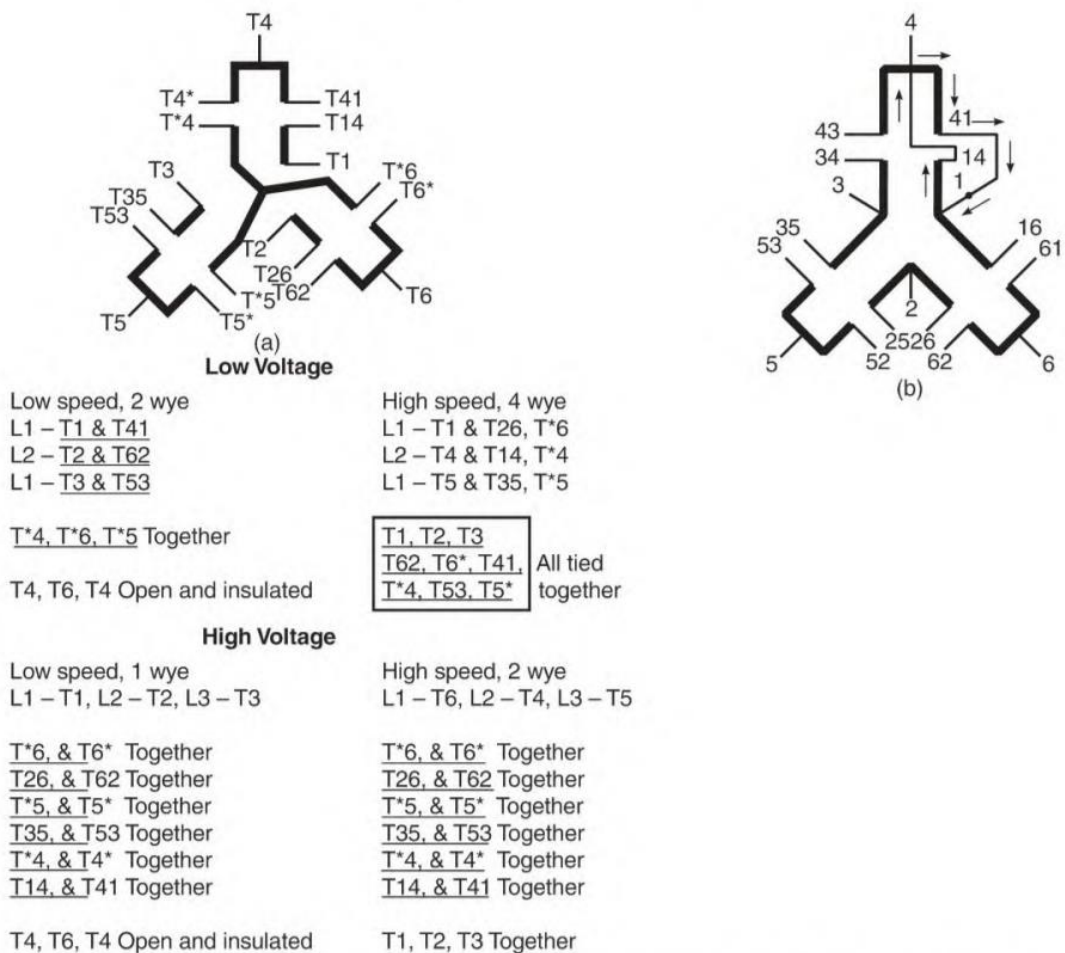 T4
T4* T41
T*4 T14
T1
T3 T*6
T35 T6*
T53
T2
T26
T*5 T62
T5 T5* T6
(a)
4
43 41
34 14
3 1
35 16
53 61
2
2526
5 52 62 6
(b)
Low Voltage
Low speed, 2 wye
L1 – T1 & T41
L2 – T2 & T62
L1 – T3 & T53
T*4, T*6, T*5 Together
T4, T6, T4 Open and insulated
High speed, 4 wye
L1 – T1 & T26, T*6
L2 – T4 & T14, T*4
L1 – T5 & T35, T*5
T1, T2, T3
T62, T6*, T41, All tied
T*4, T53, T5* together
High Voltage
Low speed, 1 wye
L1 – T1, L2 – T2, L3 – T3
T*6, & T6* Together
T26, & T62 Together
T*5, & T5* Together
T35, & T53 Together
T*4, & T4* Together
T14, & T41 Together
T4, T6, T4 Open and insulated
High speed, 2 wye
L1 – T6, L2 – T4, L3 – T5
T*6, & T6* Together
T26, & T62 Together
T*5, & T5* Together
T35, & T53 Together
T*4, & T4* Together
T14, & T41 Together
T1, T2, T3 Together